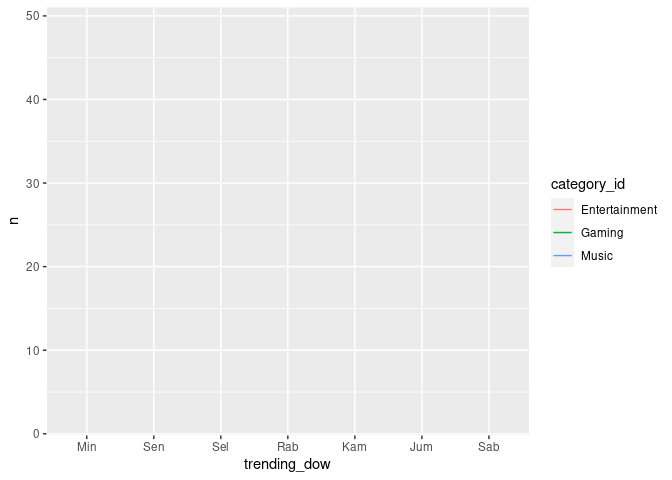 50
40
30
20
10
0
n
Min Sen Sel Rab Kam Jum Sab
trending_dow
category_id
Entertainment
Gaming
Music